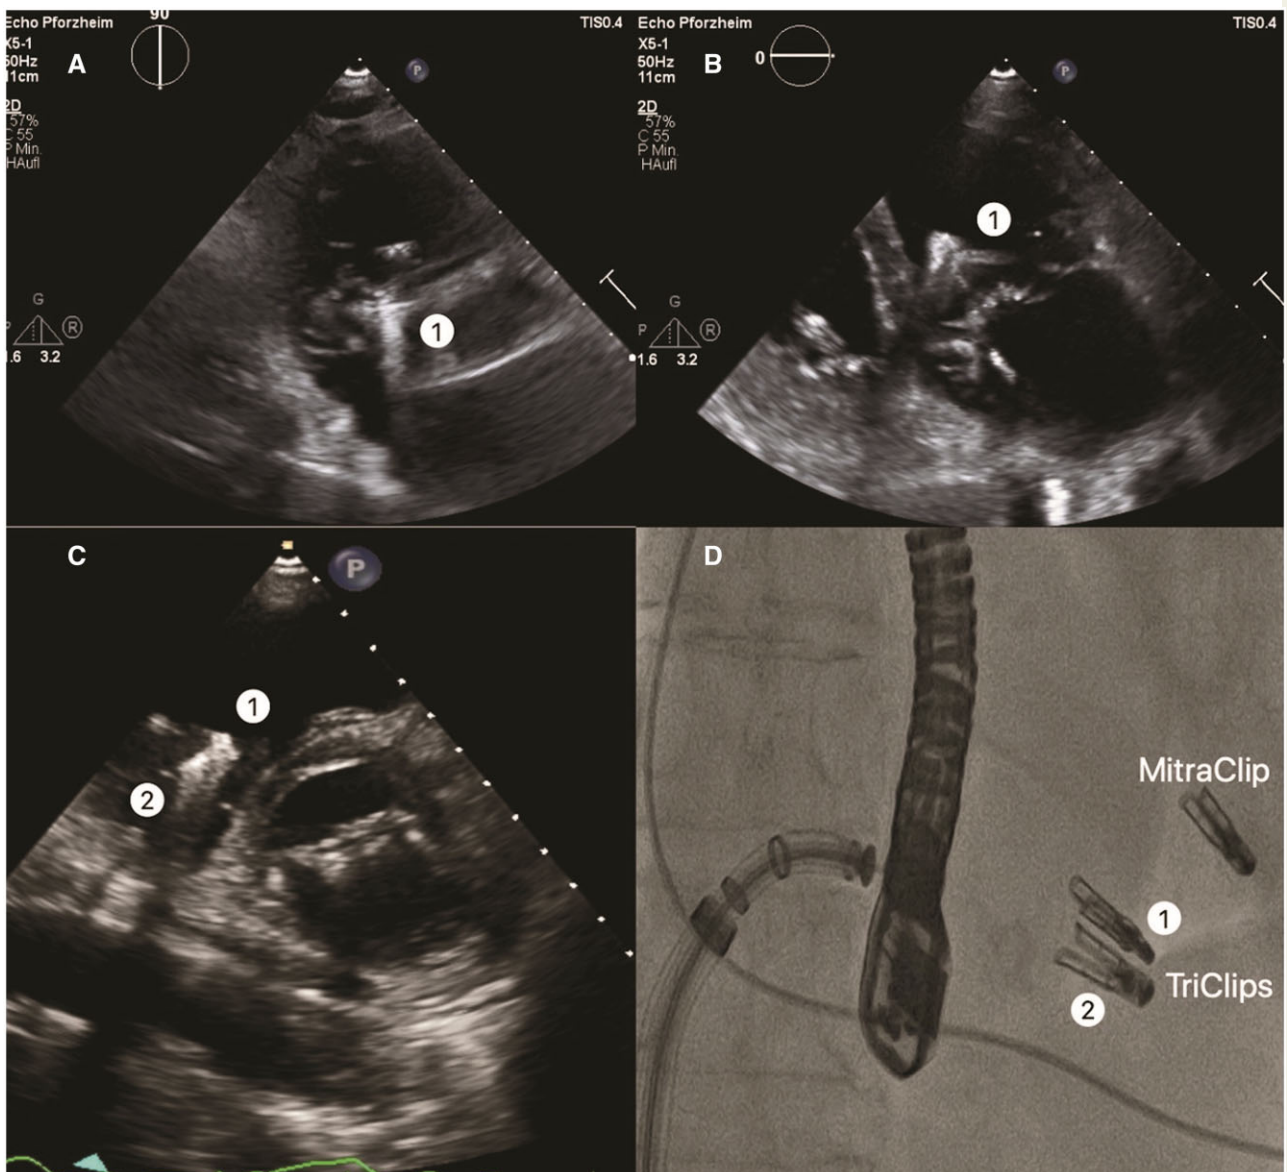 90
Echo Pforzheim
TIS0.4
X5-1
50Hz
11cm
A
P
2D
57%
C 55
P Min.
HAufl
G
P
R
1.6 3.2
1
Echo Pforzheim
TIS0.4
X5-1
50Hz
11cm
B
0
P
2D
57%
C 55
P Min.
HAufl
1
G
P
R
1.6 3.2
C
P
1
2
D
MitraClip
1
TriClips
2